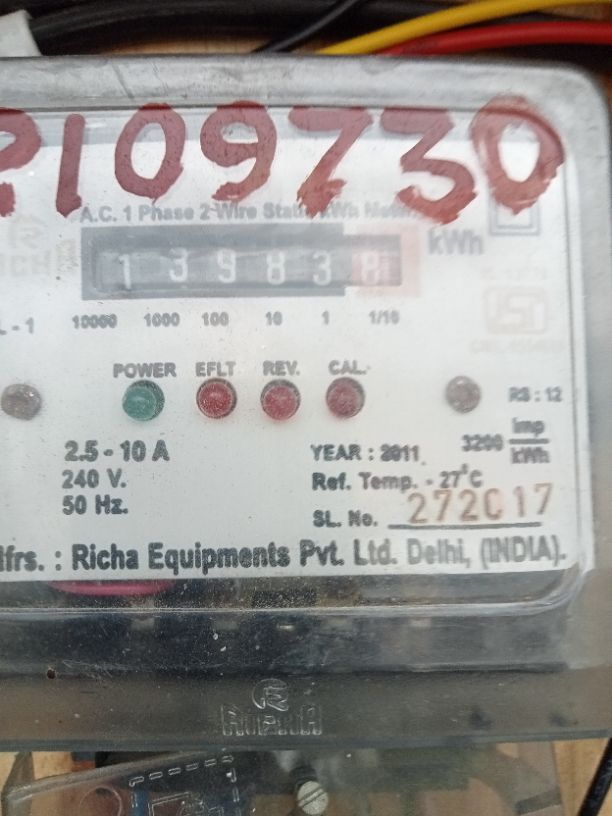 109730
A.C. 1 Phase 2 Wire Static kWh Meter
1 3 9 8 3 kWh
10000 1000 100 10 1 1/10
POWER EFLT REV. CAL.
RS : 12
2.5 - 10 A YEAR : 2011 3200 imp/kWh
240 V. Ref. Temp. - 27°C
50 Hz. SL. No. 272017
Mfrs. : Richa Equipments Pvt. Ltd. Delhi, (INDIA).
RICHA